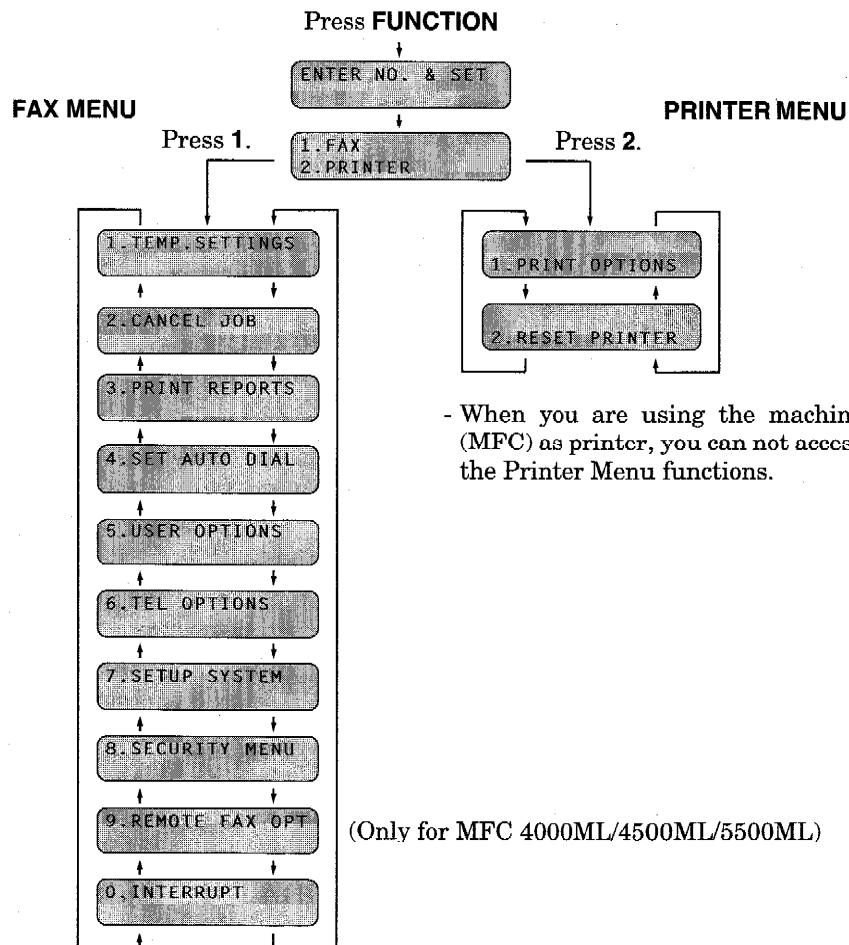 Press FUNCTION
ENTER NO. & SET
FAX MENU
PRINTER MENU
Press 1.
1.FAX
2.PRINTER
Press 2.
1.TEMP.SETTINGS
2.CANCEL JOB
3.PRINT REPORTS
4.SET AUTO DIAL
5.USER OPTIONS
6.TEL OPTIONS
7.SETUP SYSTEM
8.SECURITY MENU
9.REMOTE FAX OPT
(Only for MFC 4000ML/4500ML/5500ML)
0.INTERRUPT
1.PRINT OPTIONS
2.RESET PRINTER
- When you are using the machin
(MFC) as printer, you can not acces
the Printer Menu functions.